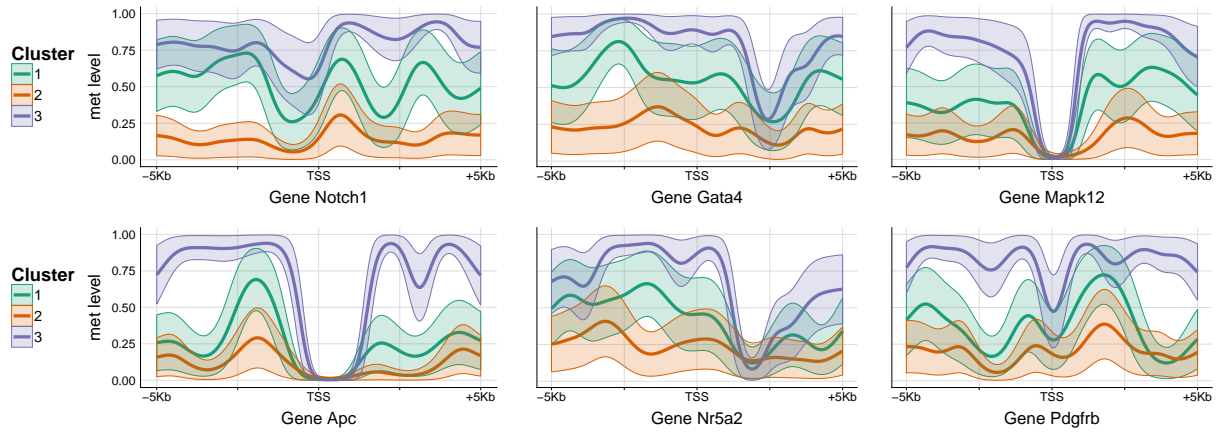 Cluster
1
2
3
met level
1.00
0.75
0.50
0.25
0.00
−5Kb TSS +5Kb
Gene Notch1
−5Kb TSS +5Kb
Gene Gata4
−5Kb TSS +5Kb
Gene Mapk12
Cluster
1
2
3
met level
1.00
0.75
0.50
0.25
0.00
−5Kb TSS +5Kb
Gene Apc
−5Kb TSS +5Kb
Gene Nr5a2
−5Kb TSS +5Kb
Gene Pdgfrb